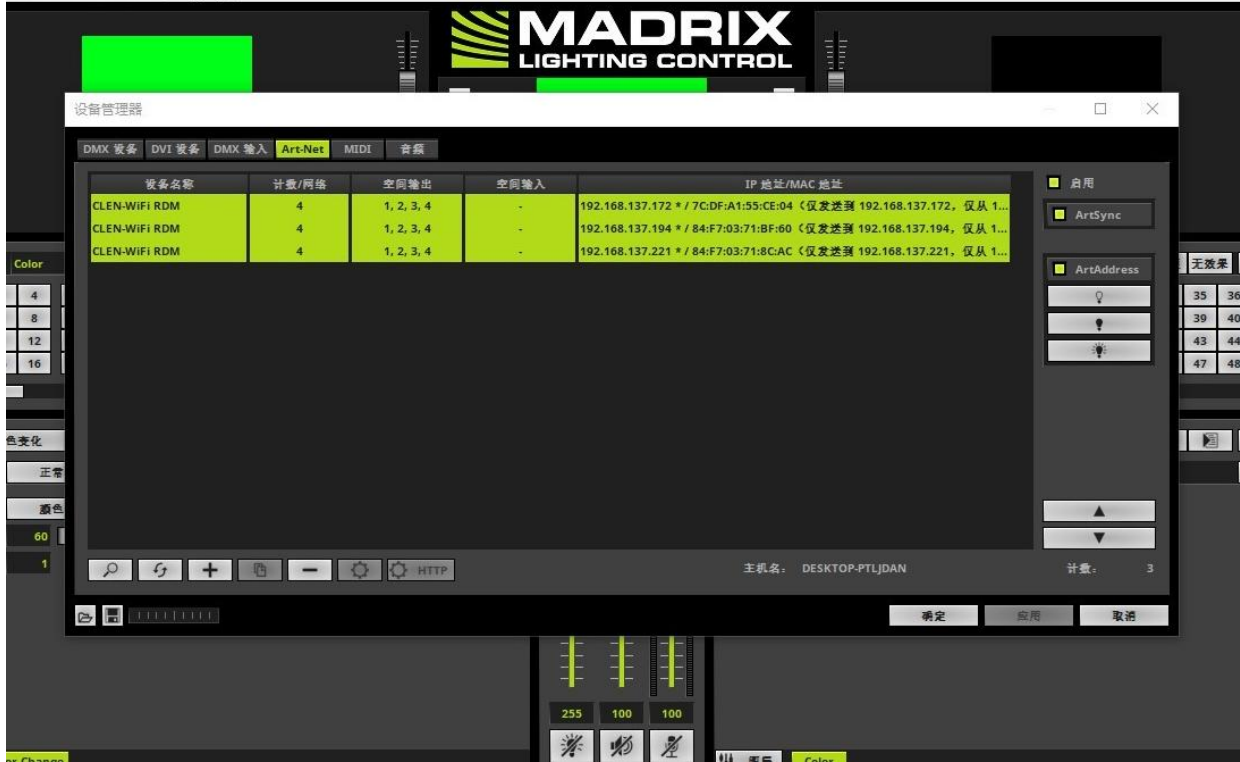 MADRIX
LIGHTING CONTROL
设备管理器
DMX 设备 DVI 设备 DMX 输入 Art-Net MIDI 音频
设备名称 计数/网络 空间输出 空间输入 IP 地址/MAC 地址
CLEN-WiFi RDM 4 1, 2, 3, 4 - 192.168.137.172 * / 7C:DF:A1:55:CE:04（仅发送到 192.168.137.172，仅从 1...
CLEN-WiFi RDM 4 1, 2, 3, 4 - 192.168.137.194 * / 84:F7:03:71:BF:60（仅发送到 192.168.137.194，仅从 1...
CLEN-WiFi RDM 4 1, 2, 3, 4 - 192.168.137.221 * / 84:F7:03:71:8C:AC（仅发送到 192.168.137.221，仅从 1...
启用
ArtSync
ArtAddress
Color
4
8
12
16
无效果
35 36
39 40
43 44
47 48
色变化
正常
颜色
60
1
HTTP
主机名： DESKTOP-PTLJDAN
计数： 3
确定 应用 取消
255 100 100
图层 Color
or Change